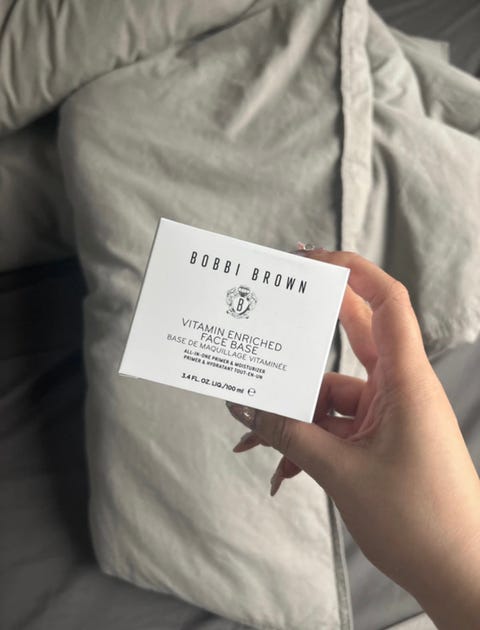 BOBBI BROWN
B
VITAMIN ENRICHED
FACE BASE
BASE DE MAQUILLAGE VITAMINÉE
ALL-IN-ONE PRIMER & MOISTURIZER
PRIMER & HYDRATANT TOUT-EN-UN
3.4 FL. OZ. LIQ./100 ml ℮